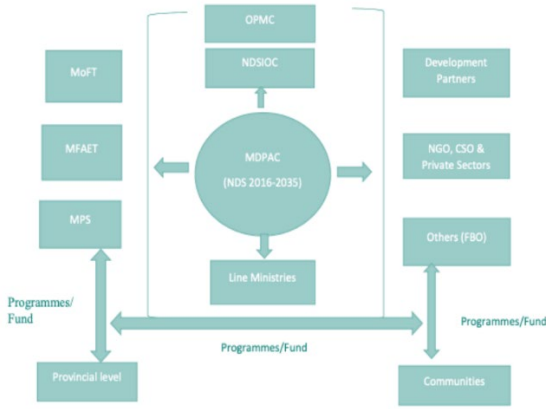 OPMC
NDSIOC
MoFT
Development
Partners
MFAET
MDPAC
(NDS 2016-2035)
NGO, CSO &
Private Sectors
MPS
Others (FBO)
Line Ministries
Programmes/
Fund
Programmes/Fund
Programmes/Fund
Provincial level
Communities